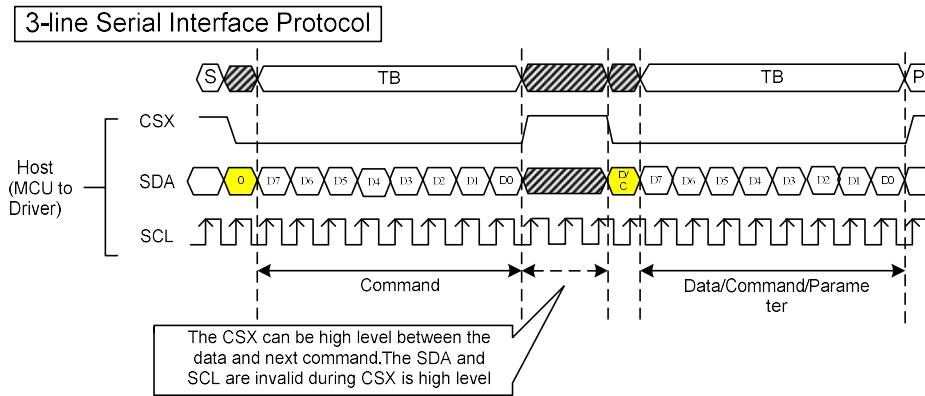 3-line Serial Interface Protocol
S TB TB P
CSX
Host
(MCU to
Driver)
SDA 0 D7 D6 D5 D4 D3 D2 D1 D0 D/
C D7 D6 D5 D4 D3 D2 D1 D0
SCL
Command
Data/Command/Parame
ter
The CSX can be high level between the
data and next command.The SDA and
SCL are invalid during CSX is high level